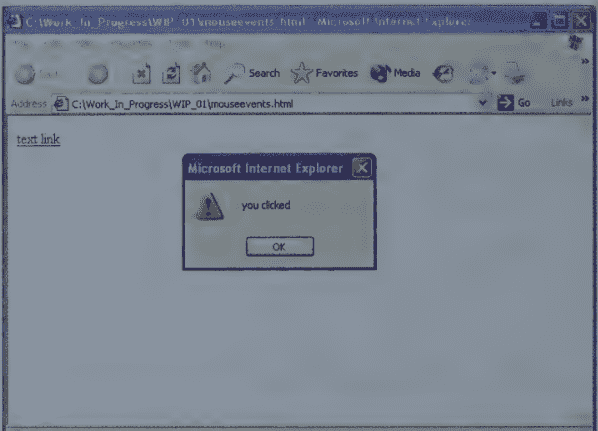 C:\Work_In_Progress\WIP_01\mouseevents.html - Microsoft Internet Explorer
Search Favorites Media
Address C:\Work_In_Progress\WIP_01\mouseevents.html Go Links
text link
Microsoft Internet Explorer
you clicked
OK